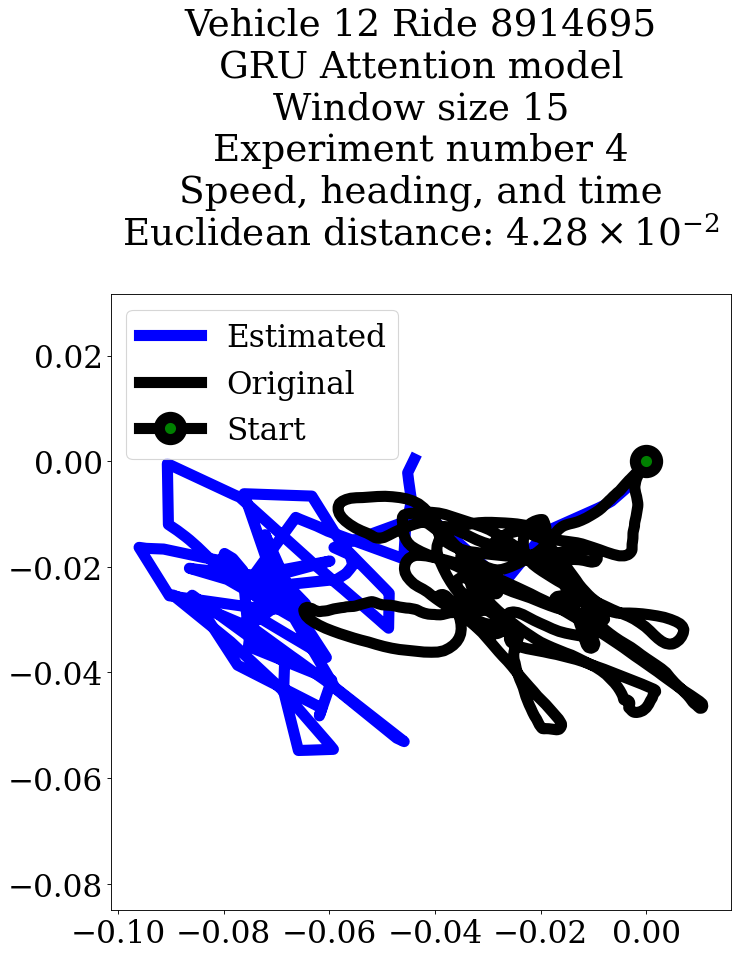 Vehicle 12 Ride 8914695
GRU Attention model
Window size 15
Experiment number 4
Speed, heading, and time
Euclidean distance: 4.28 × 10⁻²
Estimated
Original
Start
0.02
0.00
−0.02
−0.04
−0.06
−0.08
−0.10 −0.08 −0.06 −0.04 −0.02 0.00